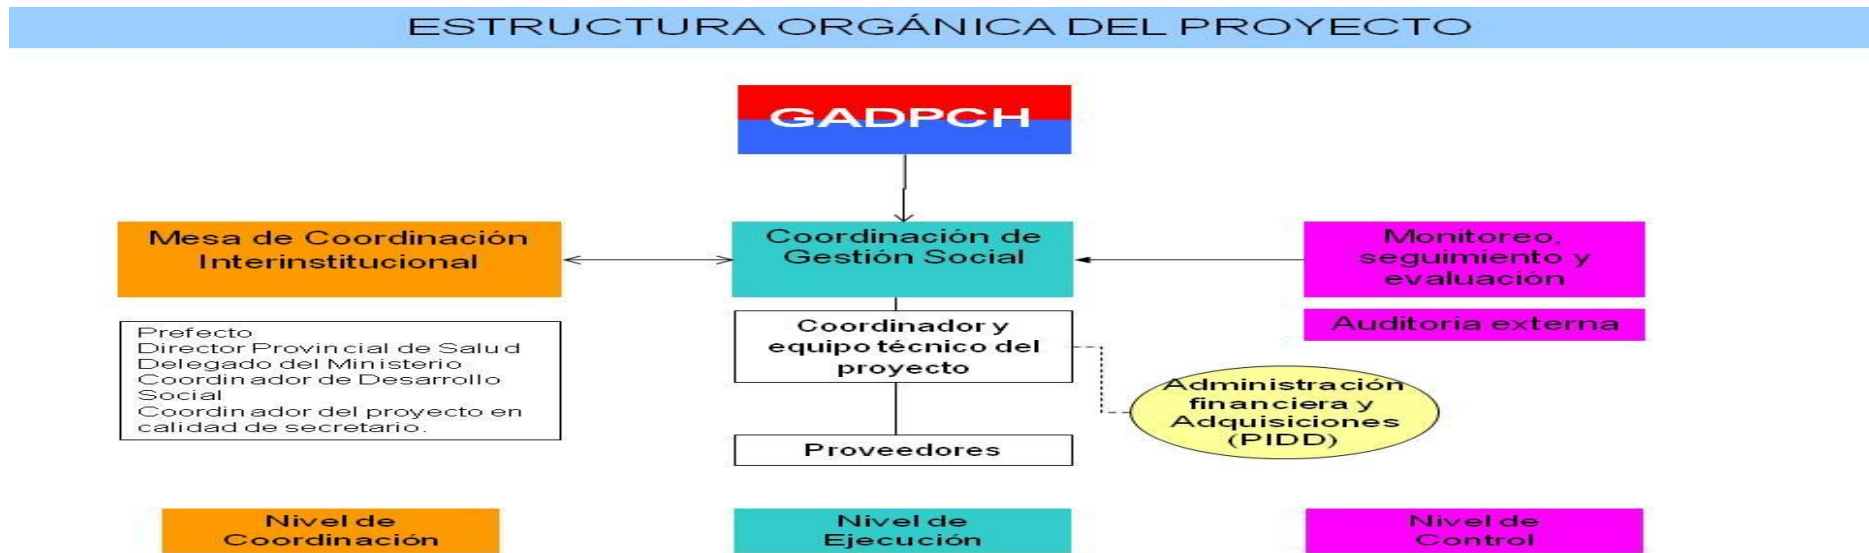 ESTRUCTURA ORGÁNICA DEL PROYECTO
GADPCH
Mesa de Coordinación
Interinstitucional
Coordinación de
Gestión Social
Monitoreo,
seguimiento y
evaluación
Auditoría externa
Prefecto
Director Provincial de Salud
Delegado del Ministerio
Coordinador de Desarrollo
Social
Coordinador del proyecto en
calidad de secretario.
Coordinador y
equipo técnico del
proyecto
Administración
financiera y
Adquisiciones
(PIDD)
Proveedores
Nivel de
Coordinación
Nivel de
Ejecución
Nivel de
Control